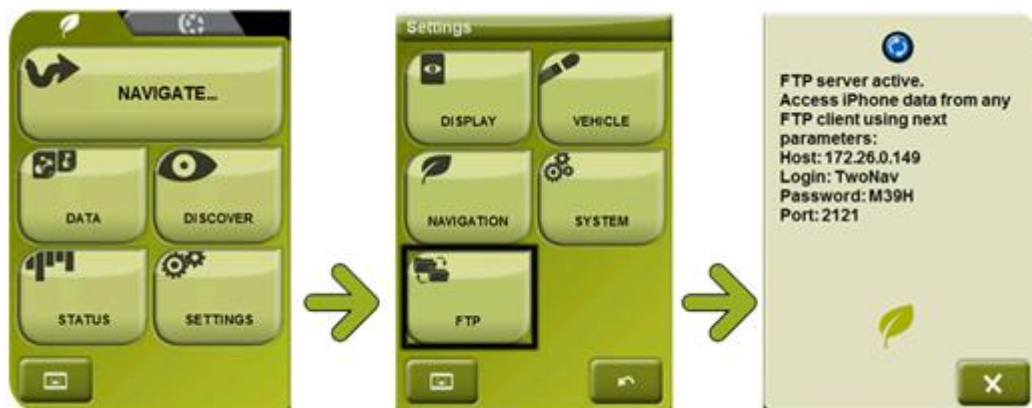 NAVIGATE...
DATA
DISCOVER
STATUS
SETTINGS
Settings
DISPLAY
VEHICLE
NAVIGATION
SYSTEM
FTP
FTP server active.
Access iPhone data from any
FTP client using next
parameters:
Host: 172.26.0.149
Login: TwoNav
Password: M39H
Port: 2121